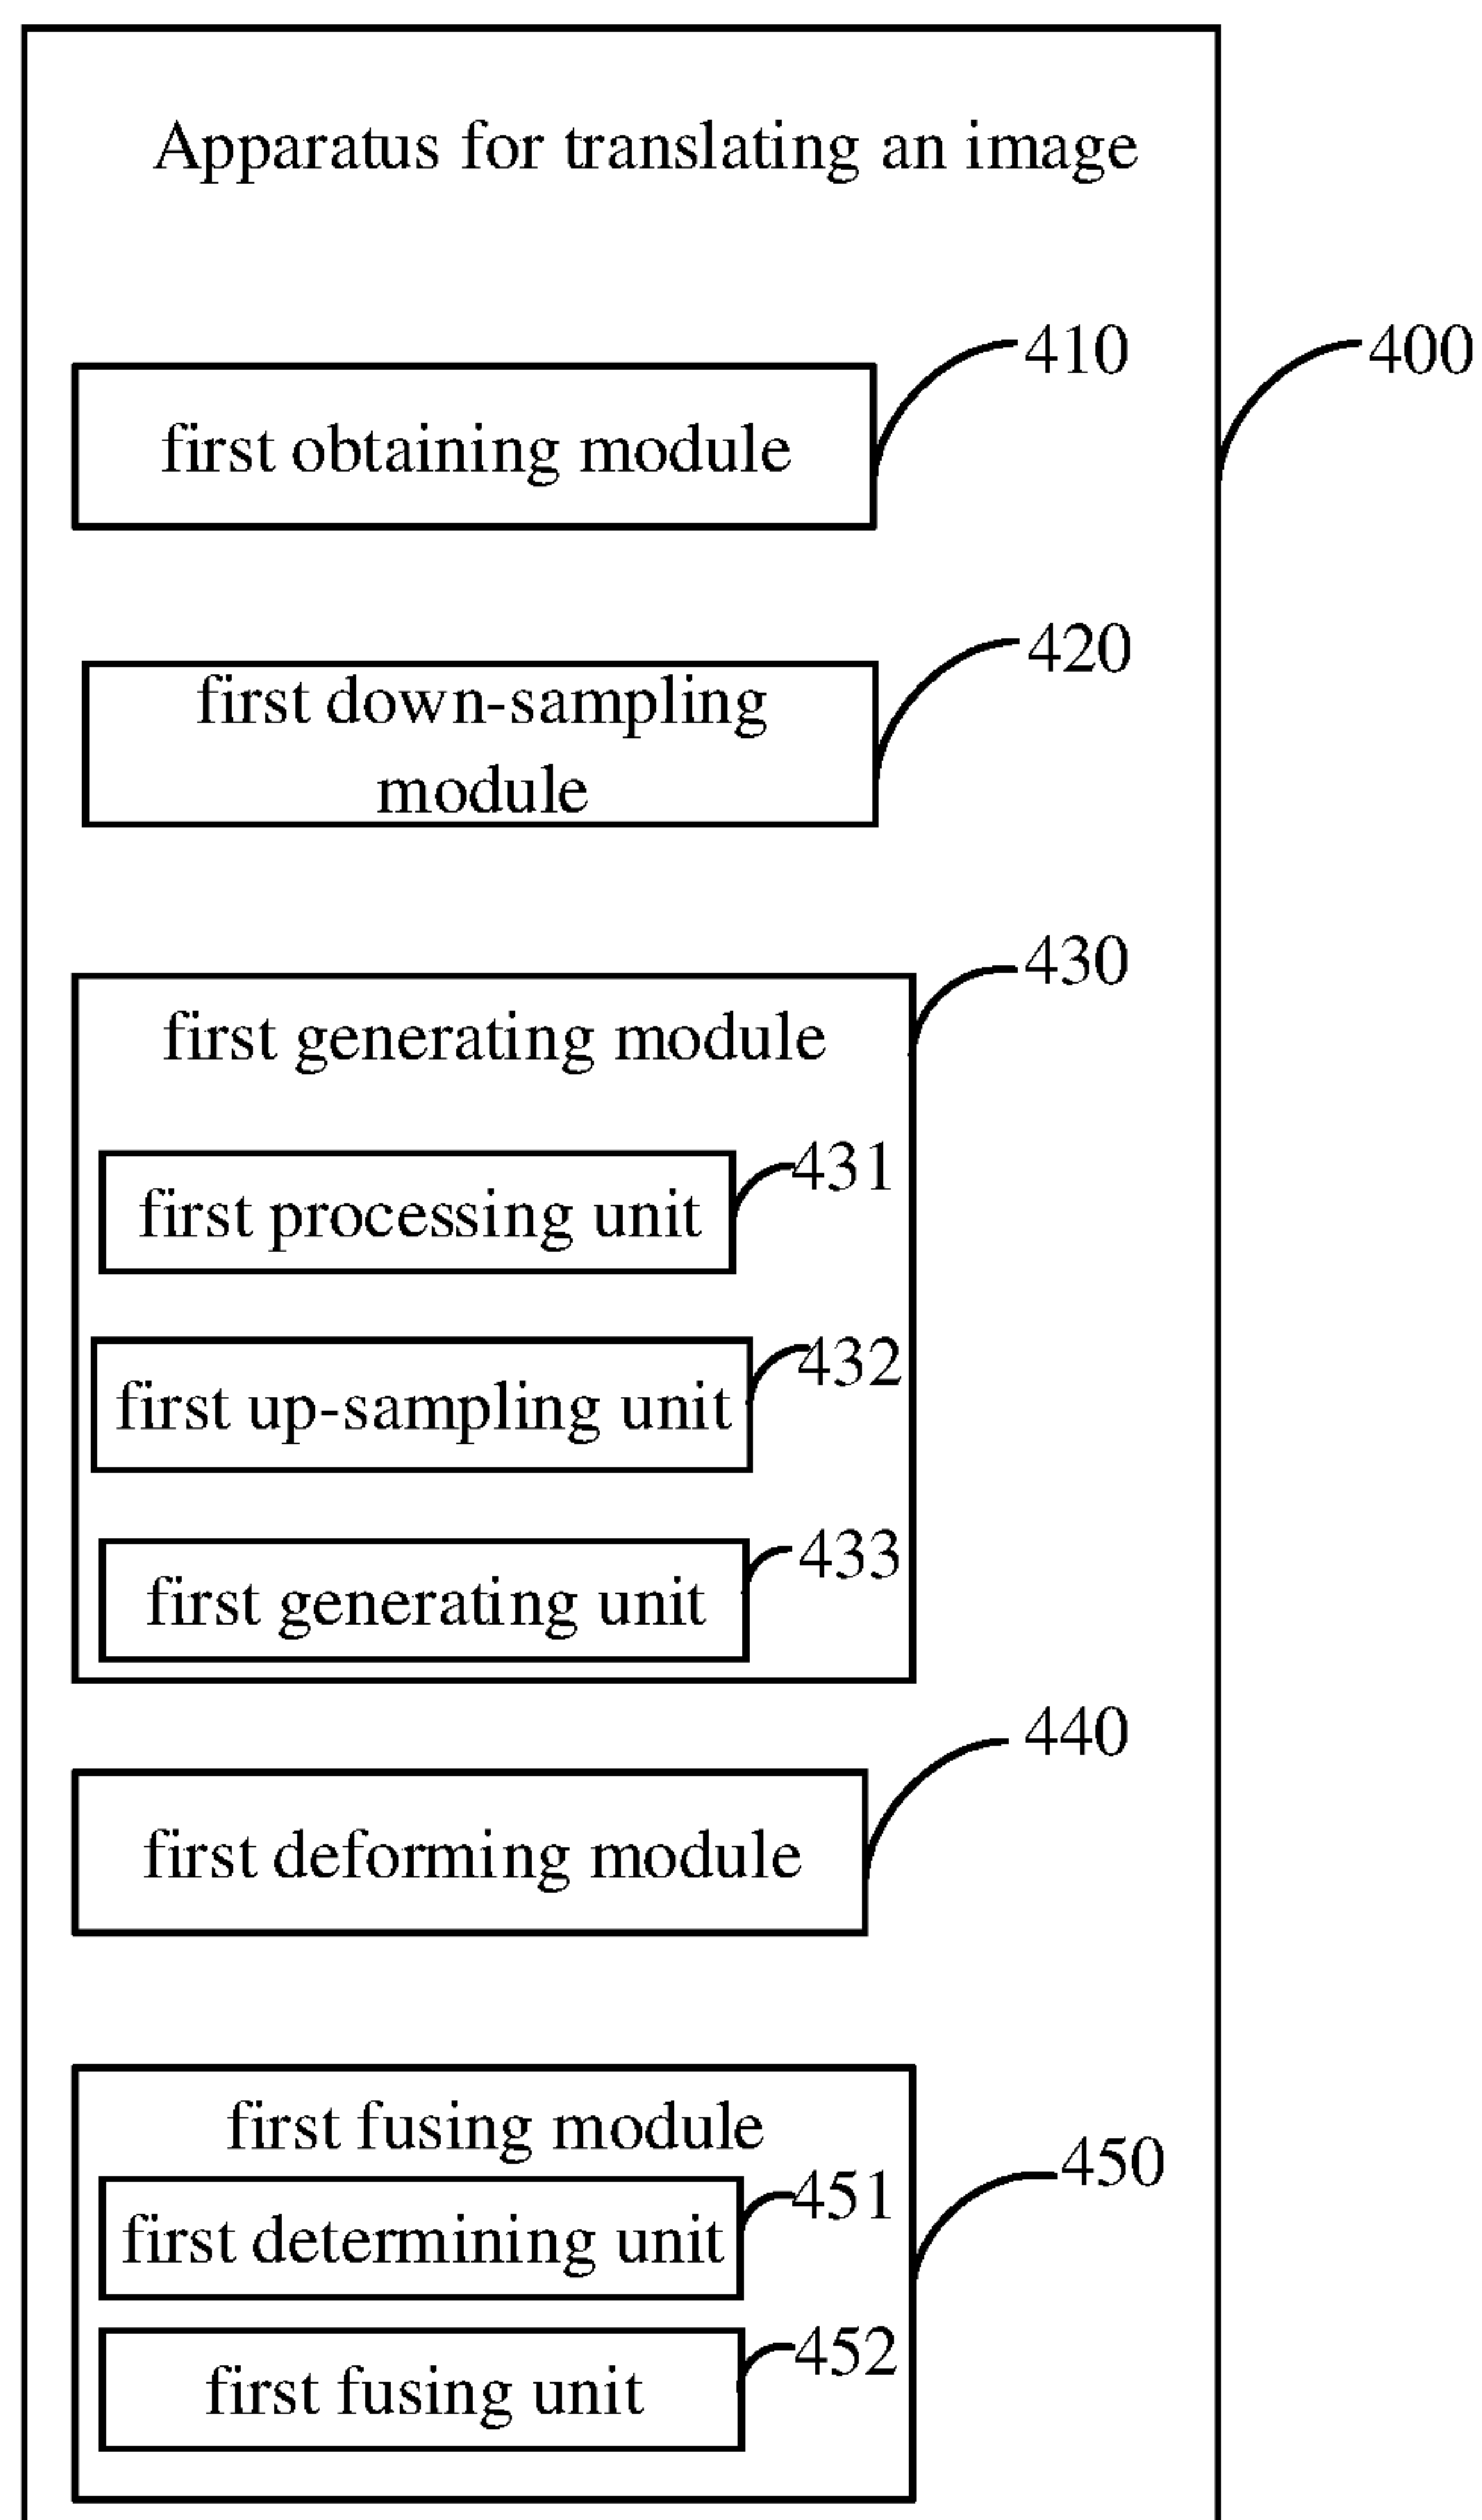 Apparatus for translating an image
410
400
first obtaining module
420
first down-sampling
module
430
first generating module
431
first processing unit
432
first up-sampling unit
433
first generating unit
440
first deforming module
first fusing module
450
451
first determining unit
452
first fusing unit